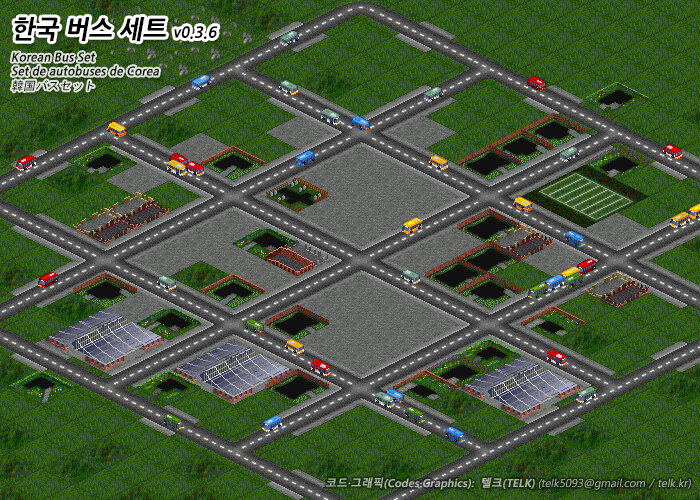 한국 버스 세트 v0.3.6
Korean Bus Set
Set de autobuses de Corea
韓国バスセット
코드·그래픽(Codes,Graphics): 텔크(TELK) (telk5093@gmail.com / telk.kr)